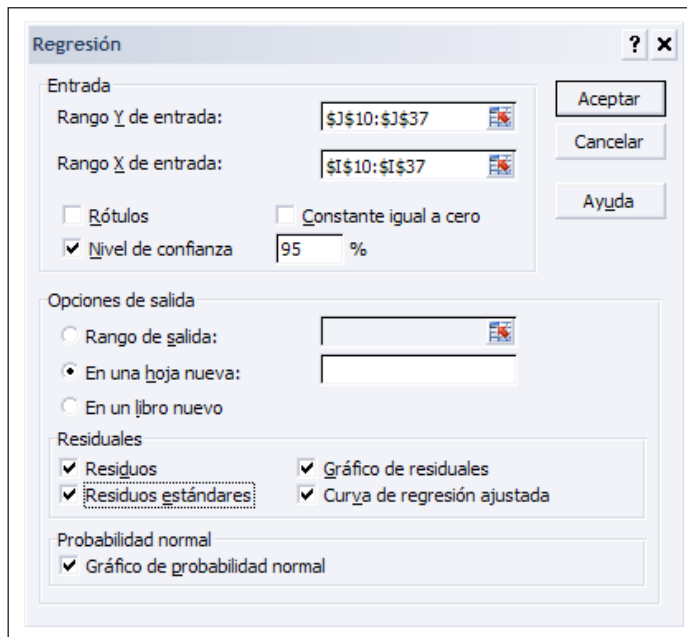 Regresión
Entrada
Aceptar
Rango Y de entrada:
$J$10:$J$37
Cancelar
Rango X de entrada:
$I$10:$I$37
Ayuda
Rótulos
Constante igual a cero
Nivel de confianza
95 %
Opciones de salida
Rango de salida:
En una hoja nueva:
En un libro nuevo
Residuales
Residuos
Gráfico de residuales
Residuos estándares
Curva de regresión ajustada
Probabilidad normal
Gráfico de probabilidad normal